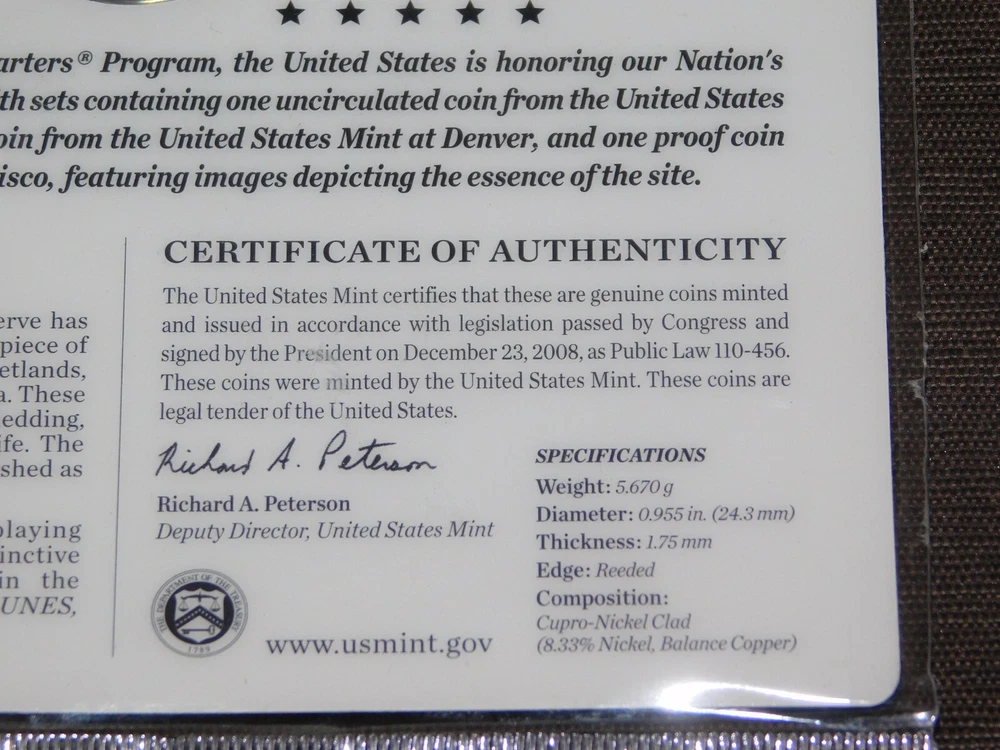 arters® Program, the United States is honoring our Nation's
th sets containing one uncirculated coin from the United States
oin from the United States Mint at Denver, and one proof coin
isco, featuring images depicting the essence of the site.
erve has
piece of
etlands,
a. These
edding,
ife. The
shed as
playing
inctive
in the
UNES,
CERTIFICATE OF AUTHENTICITY
The United States Mint certifies that these are genuine coins minted
and issued in accordance with legislation passed by Congress and
signed by the President on December 23, 2008, as Public Law 110-456.
These coins were minted by the United States Mint. These coins are
legal tender of the United States.
Richard A. Peterson
Richard A. Peterson
Deputy Director, United States Mint
THE DEPARTMENT OF THE TREASURY
1789
www.usmint.gov
SPECIFICATIONS
Weight: 5.670 g
Diameter: 0.955 in. (24.3 mm)
Thickness: 1.75 mm
Edge: Reeded
Composition:
Cupro-Nickel Clad
(8.33% Nickel, Balance Copper)